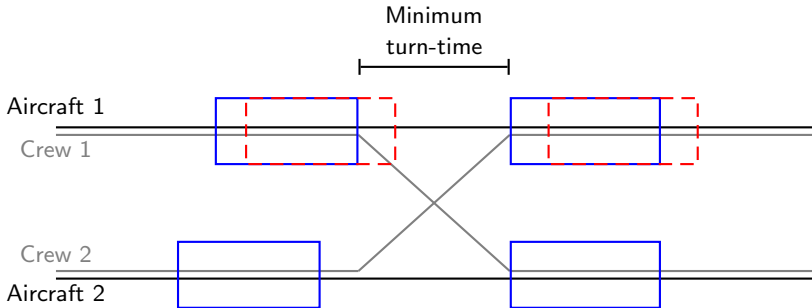 Minimum
turn-time
Aircraft 1
Crew 1
Crew 2
Aircraft 2